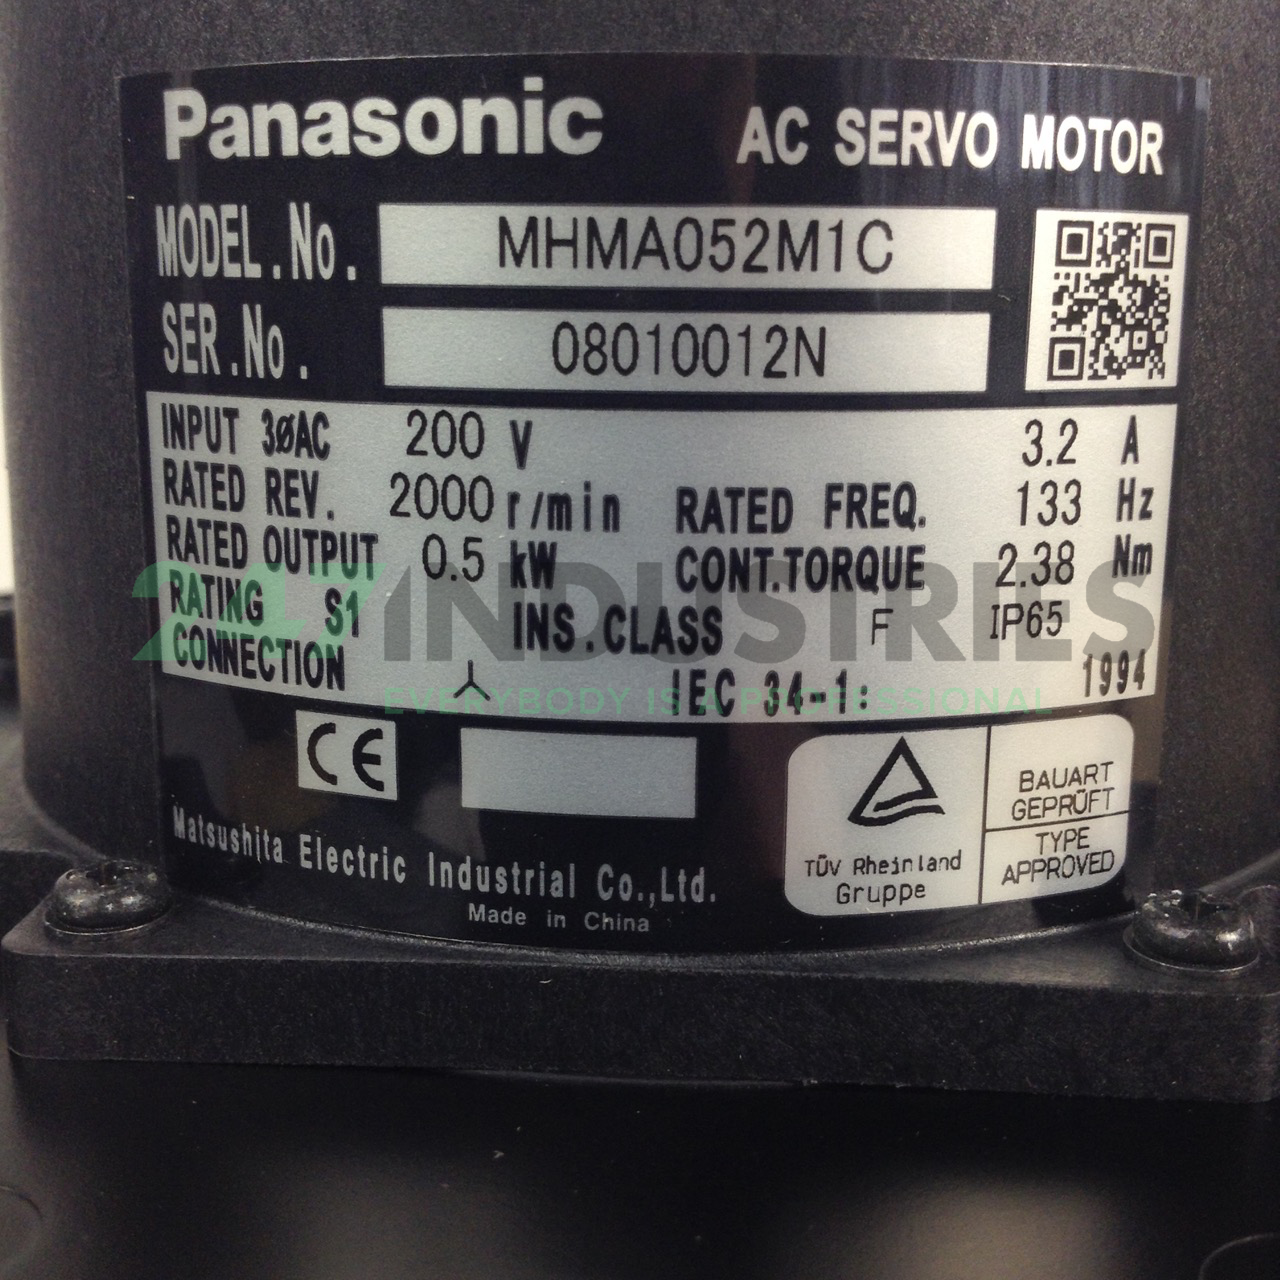 Panasonic AC SERVO MOTOR
MODEL.No. MHMA052M1C
SER.No. 08010012N
INPUT 3øAC 200 V 3.2 A
RATED REV. 2000 r/min RATED FREQ. 133 Hz
RATED OUTPUT 0.5 kW CONT.TORQUE 2.38 Nm
RATING S1 INS.CLASS F IP65
CONNECTION IEC 34-1: 1994
247INDUSTRIES
EVERYBODY IS A PROFESSIONAL
CE
BAUART
GEPRÜFT
TYPE
APPROVED
TÜV Rheinland
Gruppe
Matsushita Electric Industrial Co.,Ltd.
Made in China